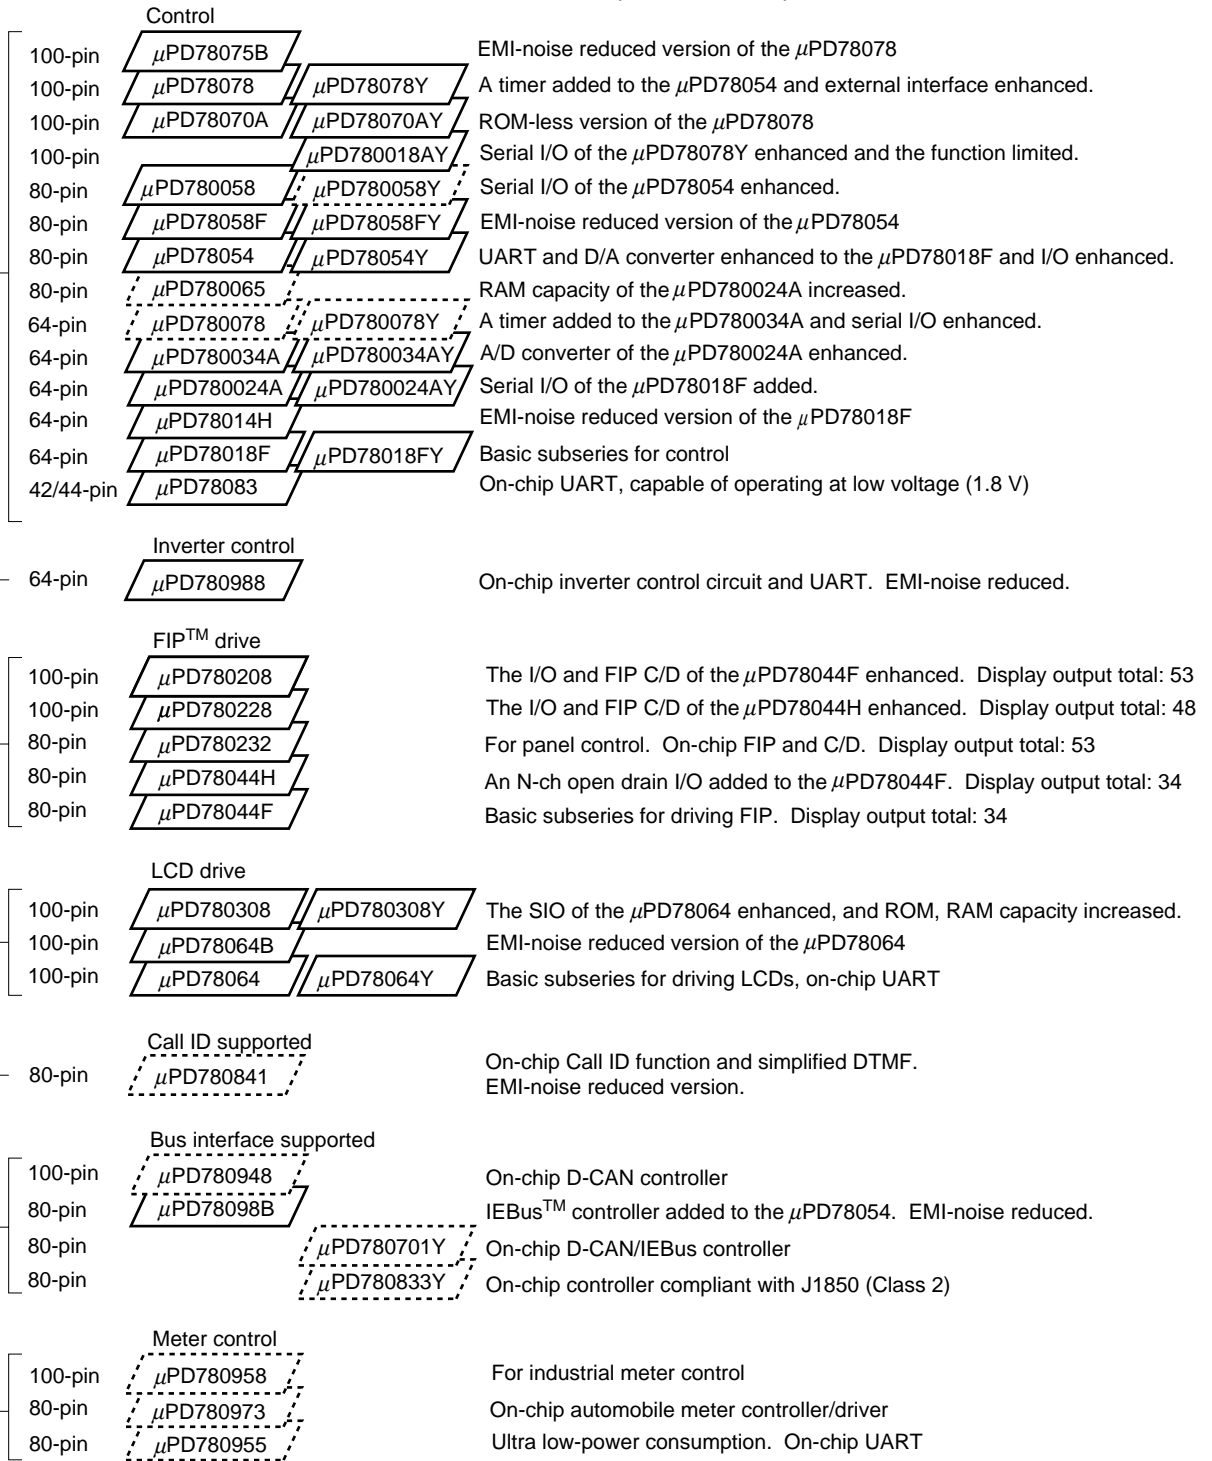 Control
100-pin μPD78075B EMI-noise reduced version of the μPD78078
100-pin μPD78078 μPD78078Y A timer added to the μPD78054 and external interface enhanced.
100-pin μPD78070A μPD78070AY ROM-less version of the μPD78078
100-pin μPD780018AY Serial I/O of the μPD78078Y enhanced and the function limited.
80-pin μPD780058 μPD780058Y Serial I/O of the μPD78054 enhanced.
80-pin μPD78058F μPD78058FY EMI-noise reduced version of the μPD78054
80-pin μPD78054 μPD78054Y UART and D/A converter enhanced to the μPD78018F and I/O enhanced.
80-pin μPD780065 RAM capacity of the μPD780024A increased.
64-pin μPD780078 μPD780078Y A timer added to the μPD780034A and serial I/O enhanced.
64-pin μPD780034A μPD780034AY A/D converter of the μPD780024A enhanced.
64-pin μPD780024A μPD780024AY Serial I/O of the μPD78018F added.
64-pin μPD78014H EMI-noise reduced version of the μPD78018F
64-pin μPD78018F μPD78018FY Basic subseries for control
42/44-pin μPD78083 On-chip UART, capable of operating at low voltage (1.8 V)
Inverter control
64-pin μPD780988 On-chip inverter control circuit and UART. EMI-noise reduced.
FIP™ drive
100-pin μPD780208 The I/O and FIP C/D of the μPD78044F enhanced. Display output total: 53
100-pin μPD780228 The I/O and FIP C/D of the μPD78044H enhanced. Display output total: 48
80-pin μPD780232 For panel control. On-chip FIP and C/D. Display output total: 53
80-pin μPD78044H An N-ch open drain I/O added to the μPD78044F. Display output total: 34
80-pin μPD78044F Basic subseries for driving FIP. Display output total: 34
LCD drive
100-pin μPD780308 μPD780308Y The SIO of the μPD78064 enhanced, and ROM, RAM capacity increased.
100-pin μPD78064B EMI-noise reduced version of the μPD78064
100-pin μPD78064 μPD78064Y Basic subseries for driving LCDs, on-chip UART
Call ID supported
80-pin μPD780841 On-chip Call ID function and simplified DTMF.
EMI-noise reduced version.
Bus interface supported
100-pin μPD780948 On-chip D-CAN controller
80-pin μPD78098B IEBus™ controller added to the μPD78054. EMI-noise reduced.
80-pin μPD780701Y On-chip D-CAN/IEBus controller
80-pin μPD780833Y On-chip controller compliant with J1850 (Class 2)
Meter control
100-pin μPD780958 For industrial meter control
80-pin μPD780973 On-chip automobile meter controller/driver
80-pin μPD780955 Ultra low-power consumption. On-chip UART